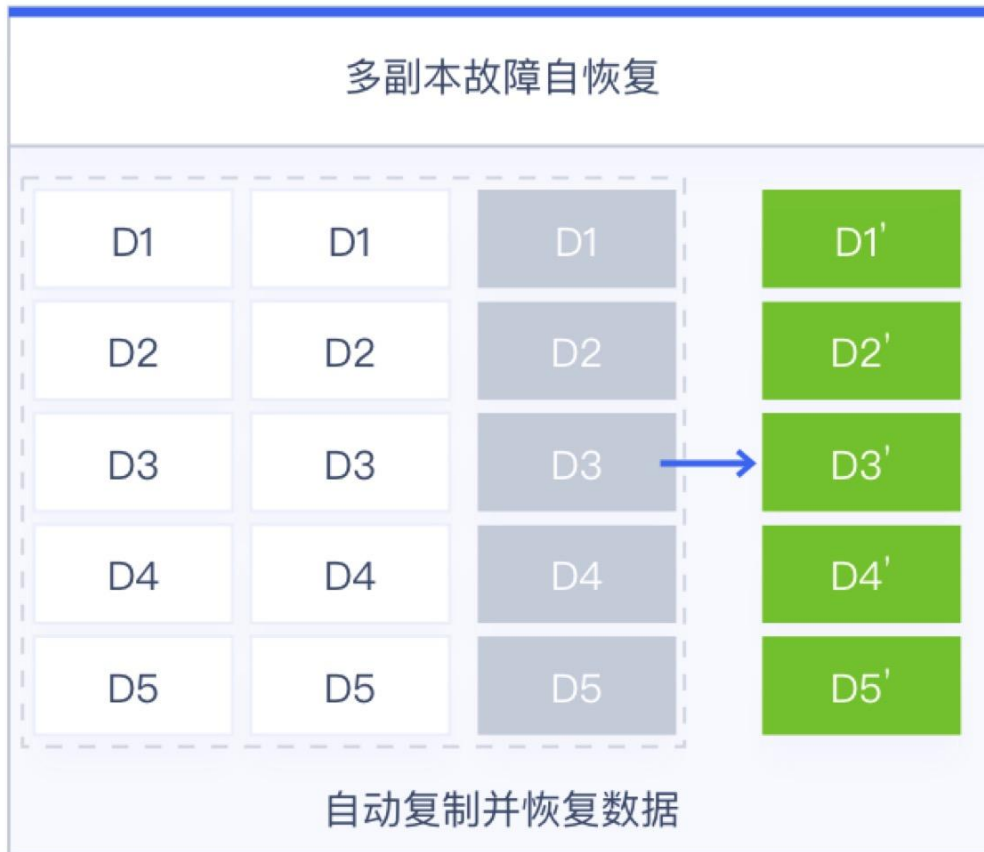 多副本故障自恢复
D1 D1 D1 D1'
D2 D2 D2 D2'
D3 D3 D3 D3'
D4 D4 D4 D4'
D5 D5 D5 D5'
自动复制并恢复数据